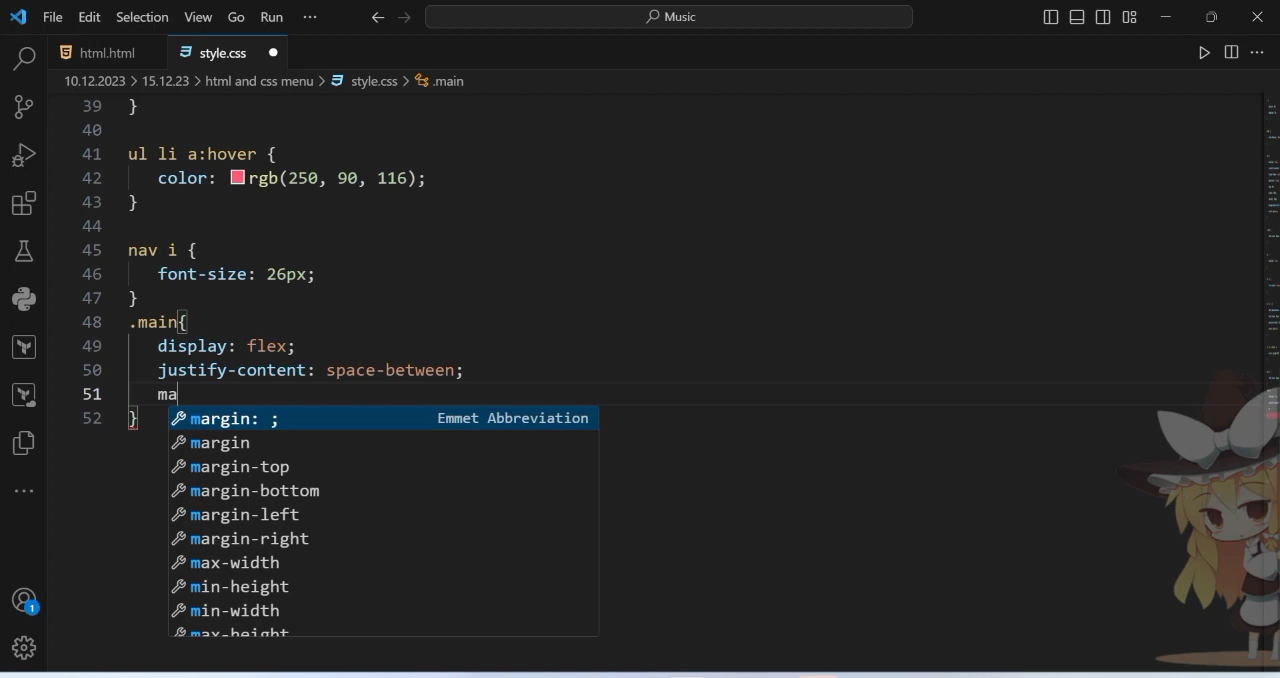 File Edit Selection View Go Run ··· Music
html.html style.css
10.12.2023 > 15.12.23 > html and css menu > style.css > .main
39 }
40
41 ul li a:hover {
42 color: rgb(250, 90, 116);
43 }
44
45 nav i {
46 font-size: 26px;
47 }
48 .main{
49 display: flex;
50 justify-content: space-between;
51 ma
52 } margin: ; Emmet Abbreviation
margin
margin-top
margin-bottom
margin-left
margin-right
max-width
min-height
min-width
max-height
1